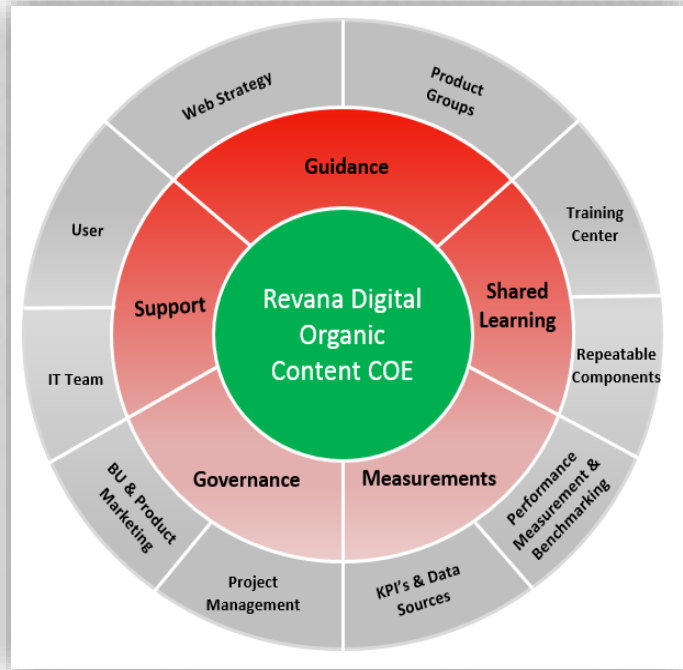 Web Strategy
Product
Groups
Guidance
User
Training
Center
Support
Revana Digital
Organic
Content COE
Shared
Learning
IT Team
Repeatable
Components
Governance
Measurements
BU & Product
Marketing
Performance
Measurement &
Benchmarking
Project
Management
KPI's & Data
Sources